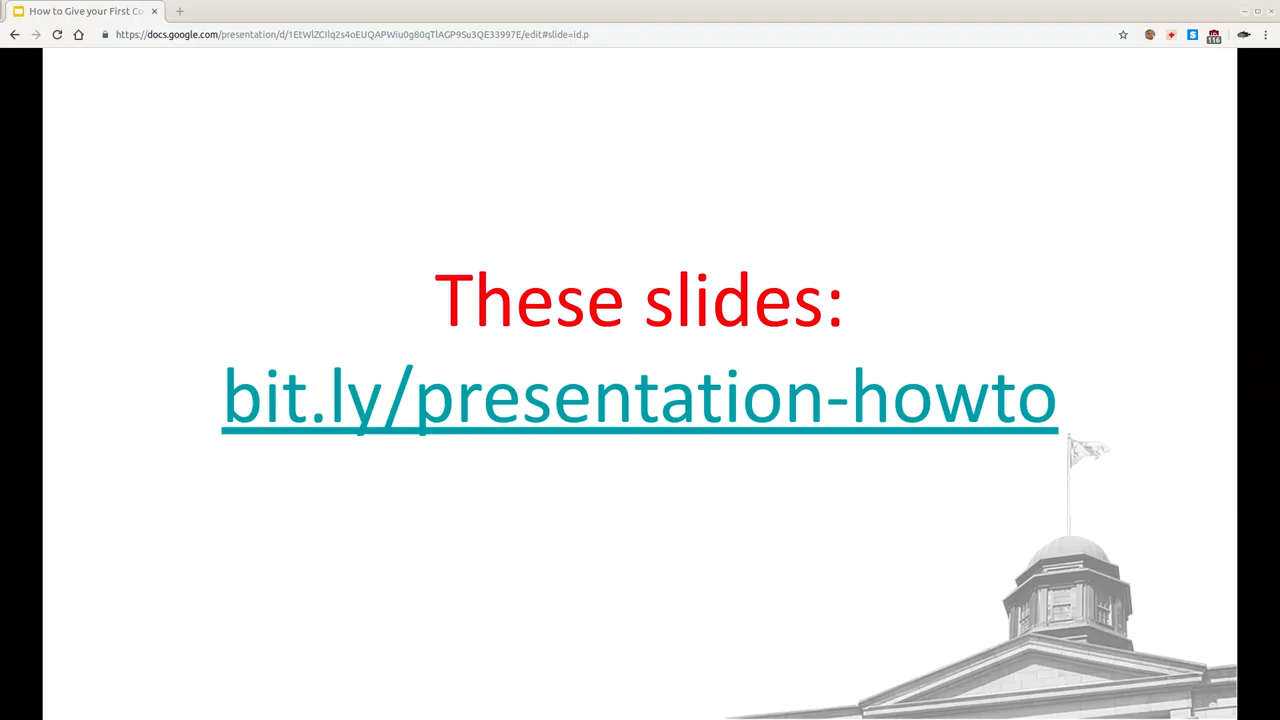 How to Give your First Co
https://docs.google.com/presentation/d/1EtWlZCIlq2s4oEUQAPWiu0g80qTlAGP9Su3QE33997E/edit#slide=id.p
116
These slides:
bit.ly/presentation-howto